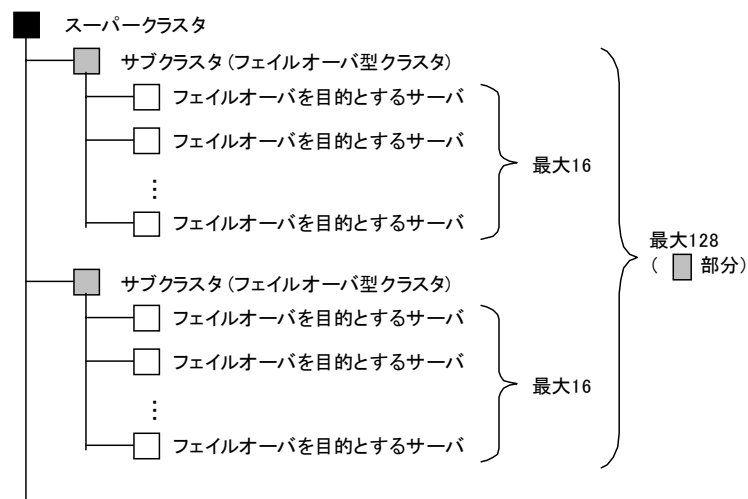 スーパークラスタ
サブクラスタ(フェイルオーバ型クラスタ)
フェイルオーバを目的とするサーバ
フェイルオーバを目的とするサーバ
…
フェイルオーバを目的とするサーバ
最大16
最大128
( 部分)
サブクラスタ(フェイルオーバ型クラスタ)
フェイルオーバを目的とするサーバ
フェイルオーバを目的とするサーバ
…
フェイルオーバを目的とするサーバ
最大16